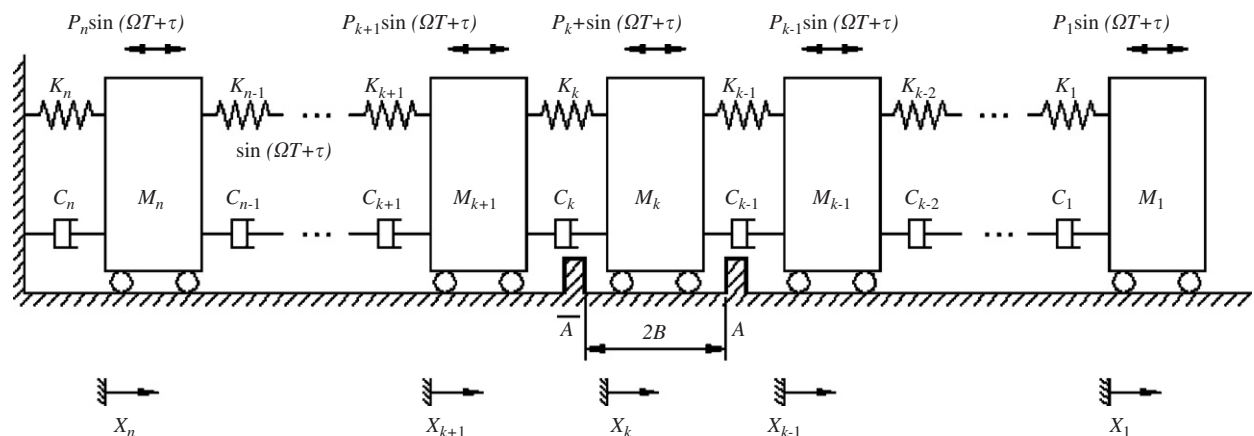 Pₙsin (ΩT+τ) Pₖ₊₁sin (ΩT+τ) Pₖ+sin (ΩT+τ) Pₖ₋₁sin (ΩT+τ) P₁sin (ΩT+τ)
Kₙ Kₙ₋₁ Kₖ₊₁ Kₖ Kₖ₋₁ Kₖ₋₂ K₁
... ...
sin (ΩT+τ)
Cₙ Mₙ Cₙ₋₁ Cₖ₊₁ Mₖ₊₁ Cₖ Mₖ Cₖ₋₁ Mₖ₋₁ Cₖ₋₂ C₁ M₁
... ...
A̅ 2B A
Xₙ Xₖ₊₁ Xₖ Xₖ₋₁ X₁